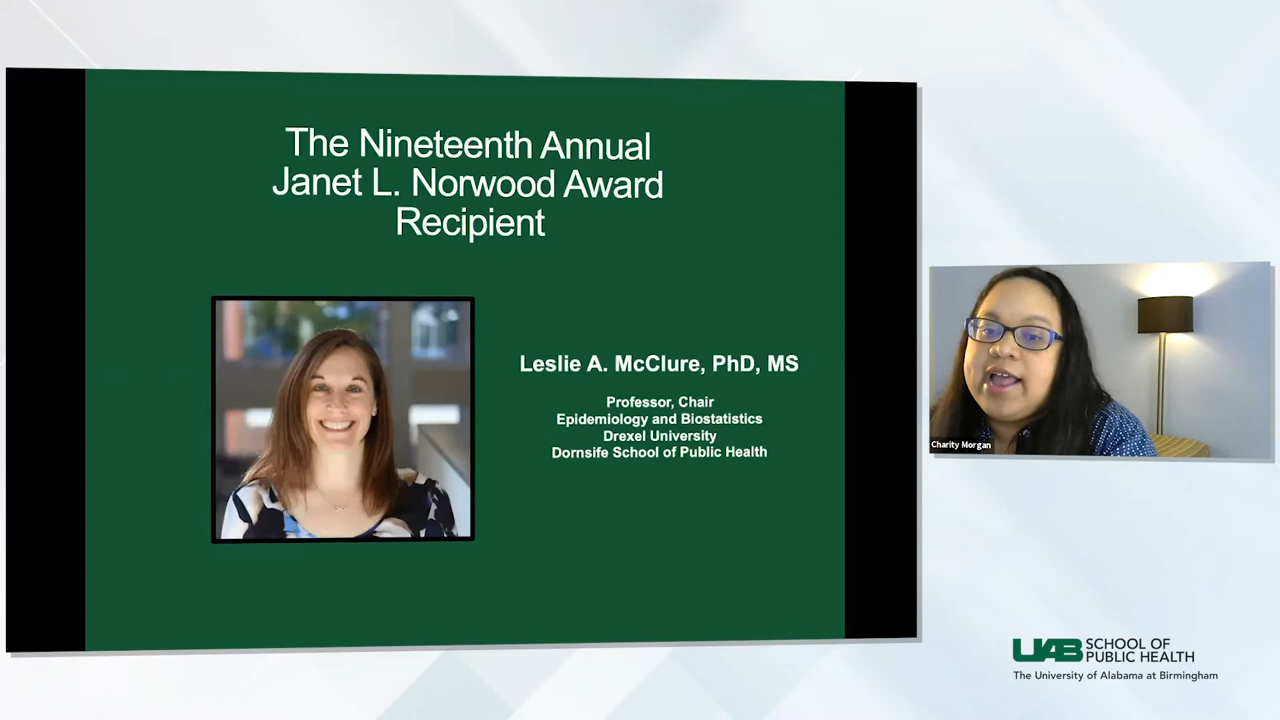 The Nineteenth Annual
Janet L. Norwood Award
Recipient
Leslie A. McClure, PhD, MS
Professor, Chair
Epidemiology and Biostatistics
Drexel University
Dornsife School of Public Health
Charity Morgan
UAB SCHOOL OF
PUBLIC HEALTH
The University of Alabama at Birmingham